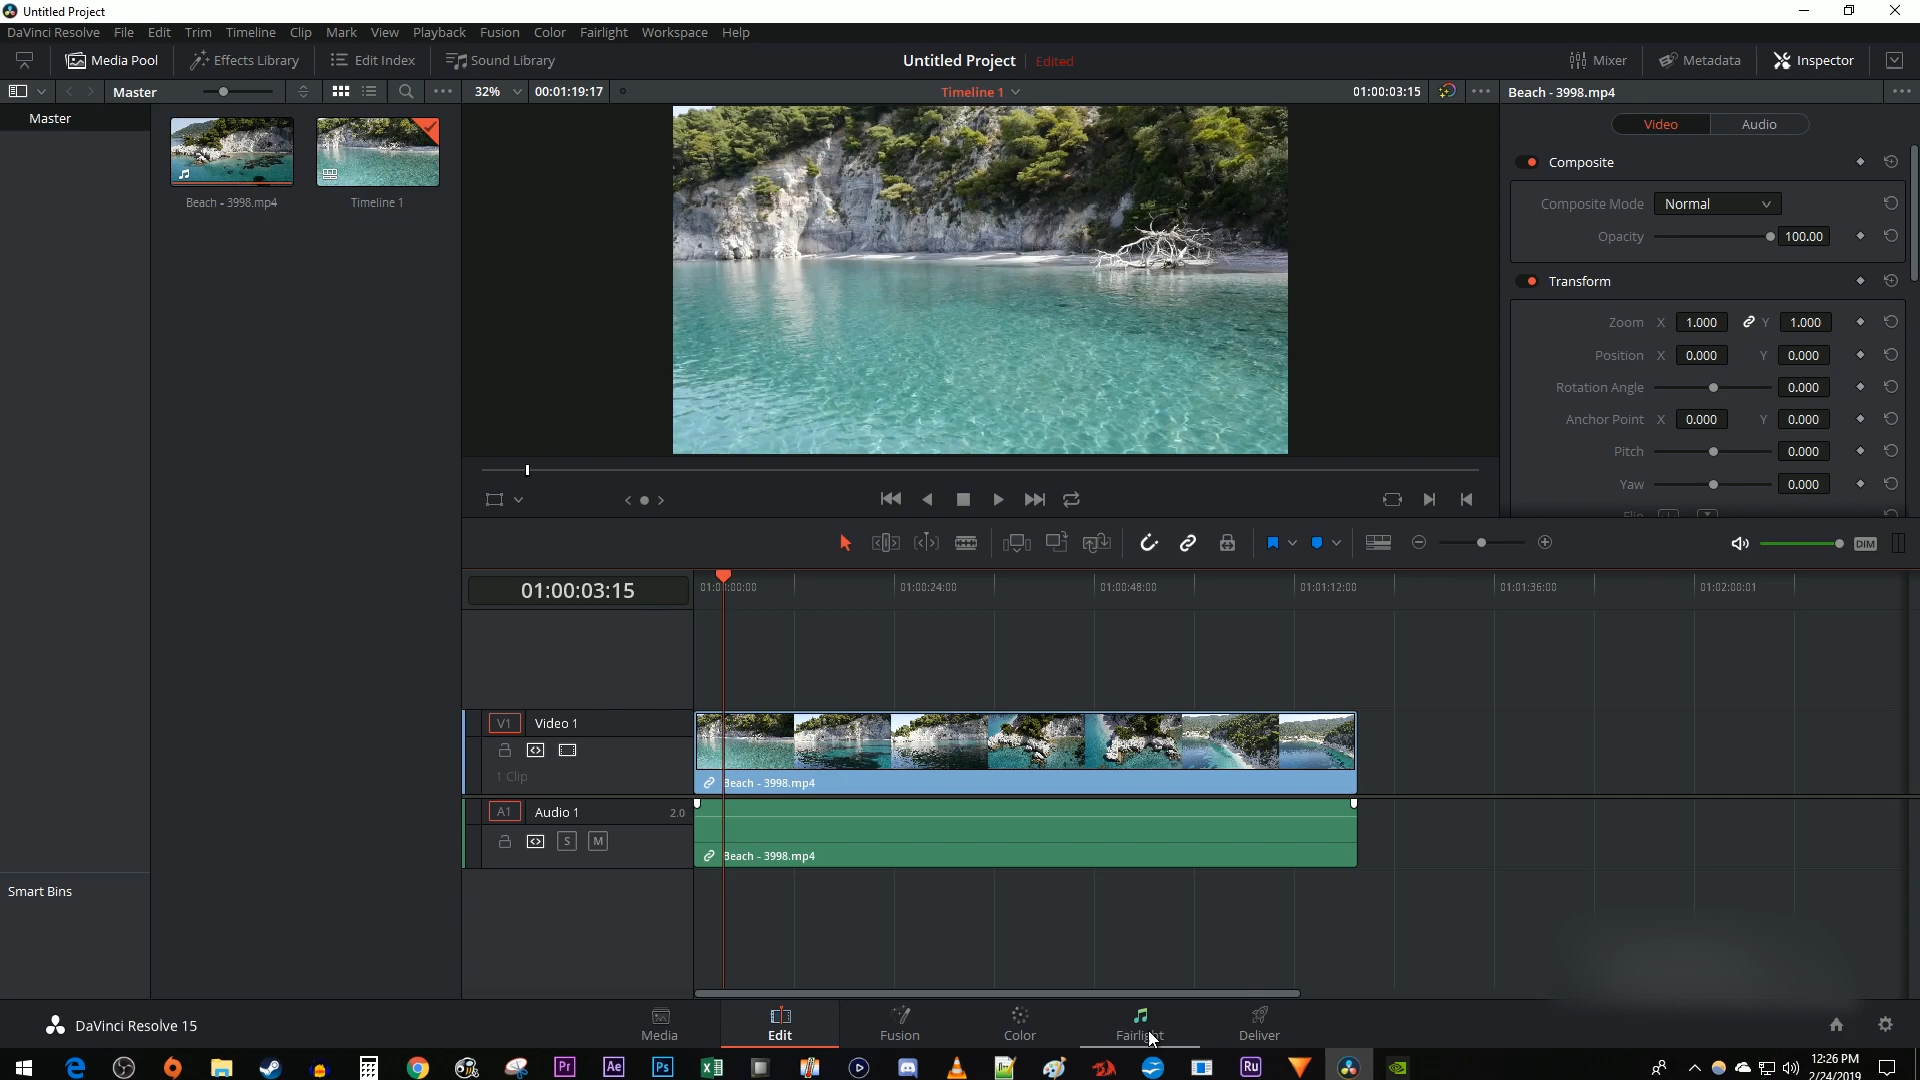 Untitled Project
DaVinci Resolve File Edit Trim Timeline Clip Mark View Playback Fusion Color Fairlight Workspace Help
Media Pool Effects Library Edit Index Sound Library Untitled Project Edited Mixer Metadata Inspector
Master 32% 00:01:19:17 Timeline 1 01:00:03:15 Beach - 3998.mp4
Master
Video Audio
Composite
Composite Mode Normal
Opacity 100.00
Beach - 3998.mp4 Timeline 1
Transform
Zoom X 1.000 Y 1.000
Position X 0.000 Y 0.000
Rotation Angle 0.000
Anchor Point X 0.000 Y 0.000
Pitch 0.000
Yaw 0.000
Flip
DIM
01:00:03:15 01:00:00:00 01:00:24:00 01:00:48:00 01:01:12:00 01:01:36:00 01:02:00:01
V1 Video 1
1 Clip
Beach - 3998.mp4
A1 Audio 1 2.0
S M
Beach - 3998.mp4
Smart Bins
DaVinci Resolve 15
Media Edit Fusion Color Fairlight Deliver
Pr Ae Ps Ru
12:26 PM
2/24/2019